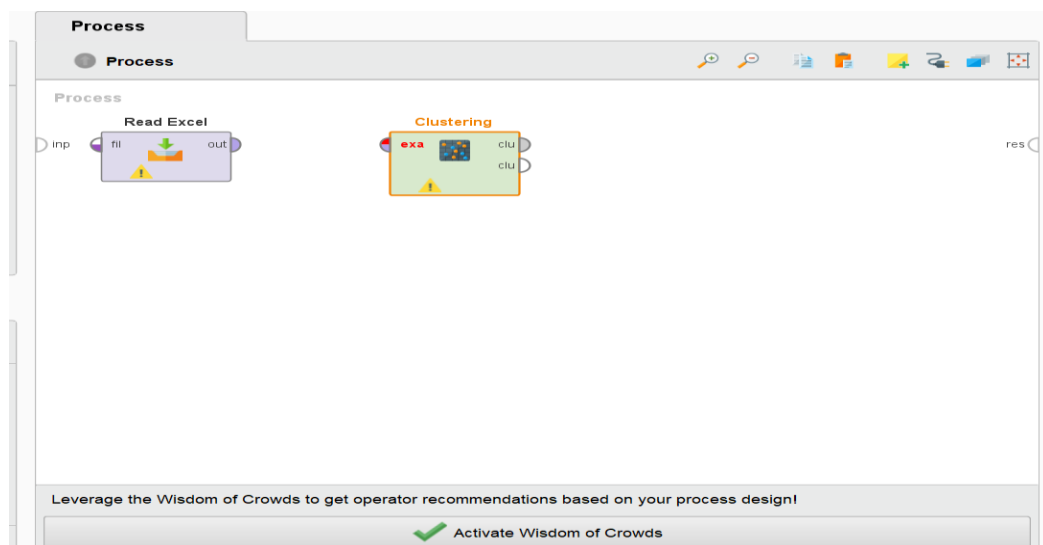 Process
Process
Process
Read Excel
Clustering
inp
fil
out
exa
clu
res
clu
Leverage the Wisdom of Crowds to get operator recommendations based on your process design!
Activate Wisdom of Crowds